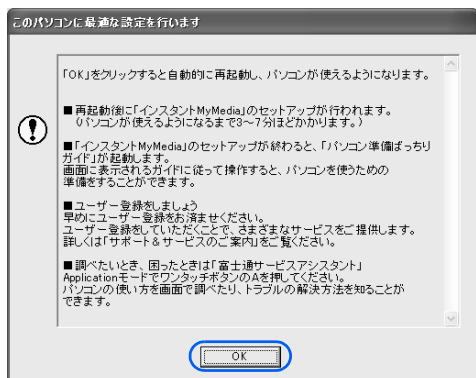 このパソコンに最適な設定を行います
「OK」をクリックすると自動的に再起動し、パソコンが使えるようになります。
■再起動後に「インスタントMyMedia」のセットアップが行われます。
(パソコンが使えるようになるまで3~7分ほどかかります。)
■「インスタントMyMedia」のセットアップが終わると、「パソコン準備ばっちり
ガイド」が起動します。
画面に表示されるガイドに従って操作すると、パソコンを使うための
準備をすることができます。
■ユーザー登録をしましょう
早めにユーザー登録をお済ませください。
ユーザー登録をしていただくことで、さまざまなサービスをご提供します。
詳しくは「サポート&サービスのご案内」をご覧ください。
■調べたいとき、困ったときは「富士通サービスアシスタント」
Applicationモードでワンタッチボタンのを押してください。
パソコンの使い方を画面で調べたり、トラブルの解決方法を知ることが
できます。
OK